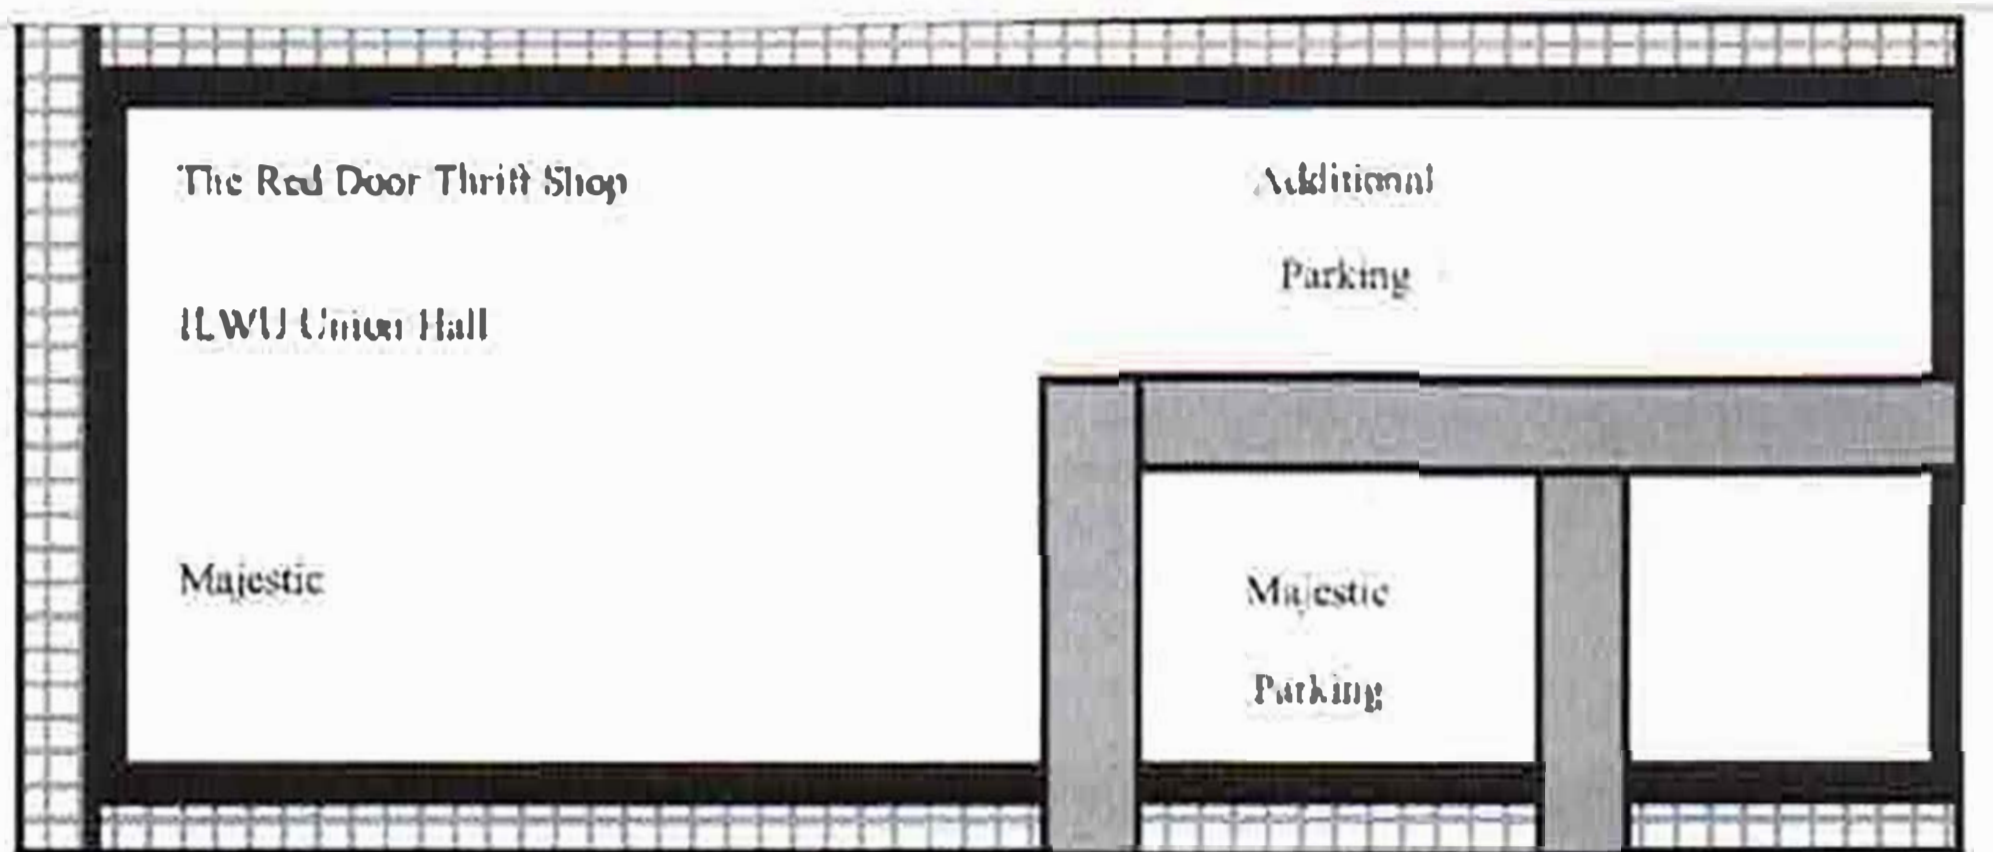 The Red Door Thrift Shop
Additional
Parking
ILWU Union Hall
Majestic
Majestic
Parking